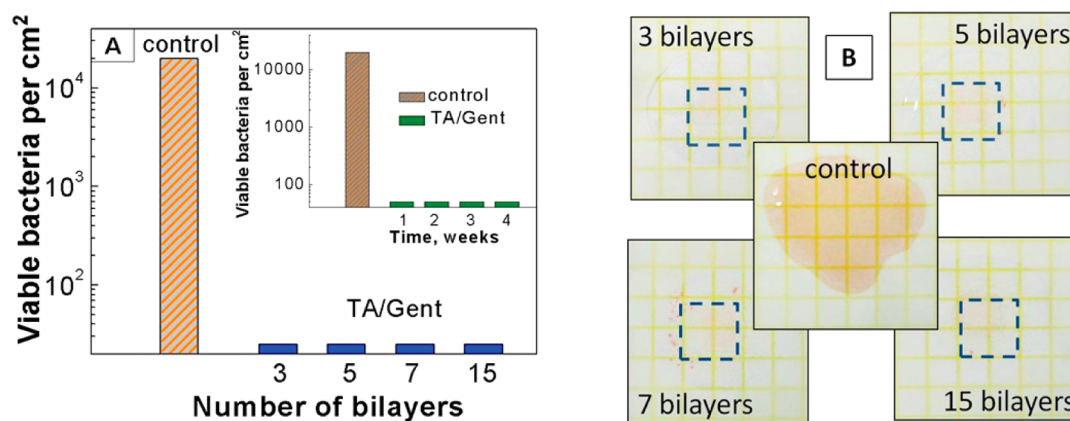 A
control
Viable bacteria per cm²
10⁴
10³
10²
Viable bacteria per cm²
10000
1000
100
control
TA/Gent
1 2 3 4
Time, weeks
TA/Gent
3 5 7 15
Number of bilayers
3 bilayers
B
5 bilayers
control
7 bilayers
15 bilayers